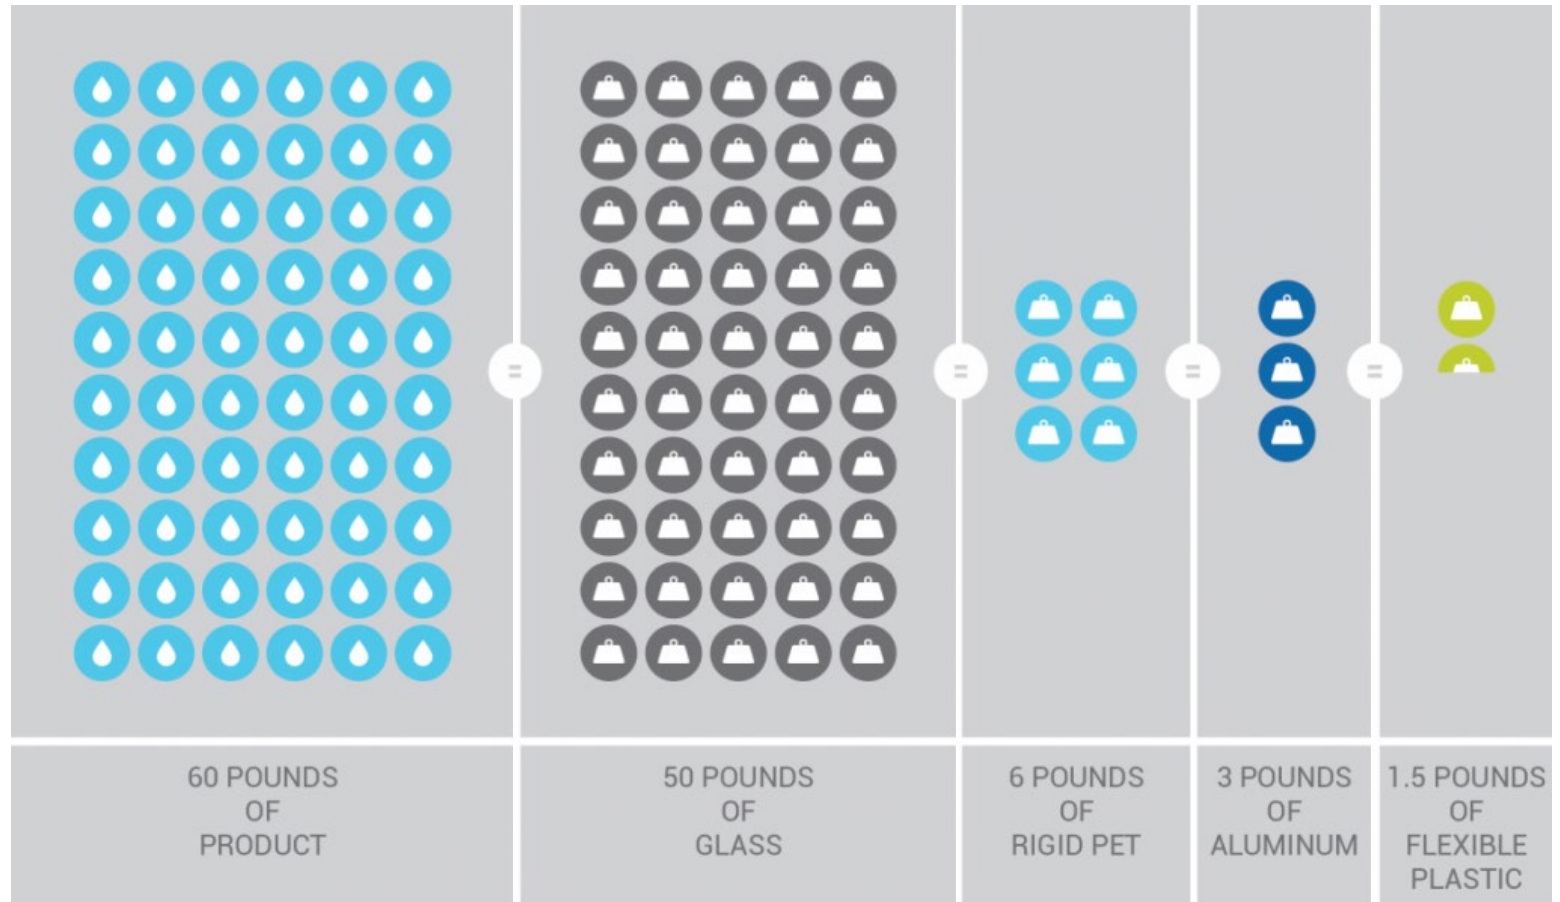 =
=
=
=
60 POUNDS
OF
PRODUCT
50 POUNDS
OF
GLASS
6 POUNDS
OF
RIGID PET
3 POUNDS
OF
ALUMINUM
1.5 POUNDS
OF
FLEXIBLE
PLASTIC